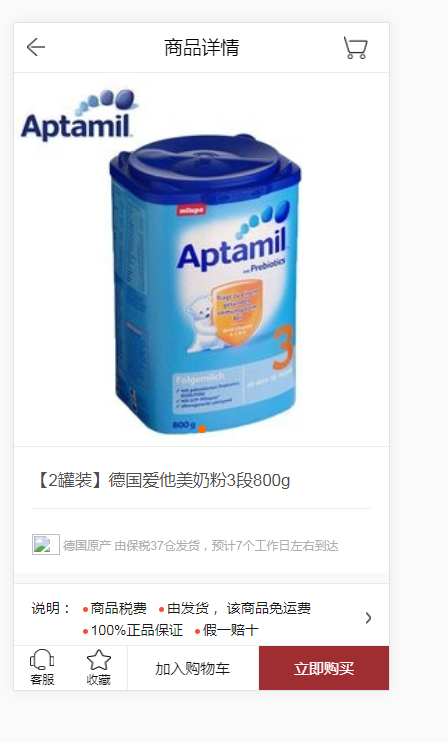 商品详情
Aptamil
milupa
Aptamil
mit Prebiotics
Folgemilch
3
800g
【2罐装】德国爱他美奶粉3段800g
德国原产 由保税37仓发货，预计7个工作日左右到达
说明： 商品税费 由发货， 该商品免运费
100%正品保证 假一赔十
客服 收藏 加入购物车 立即购买